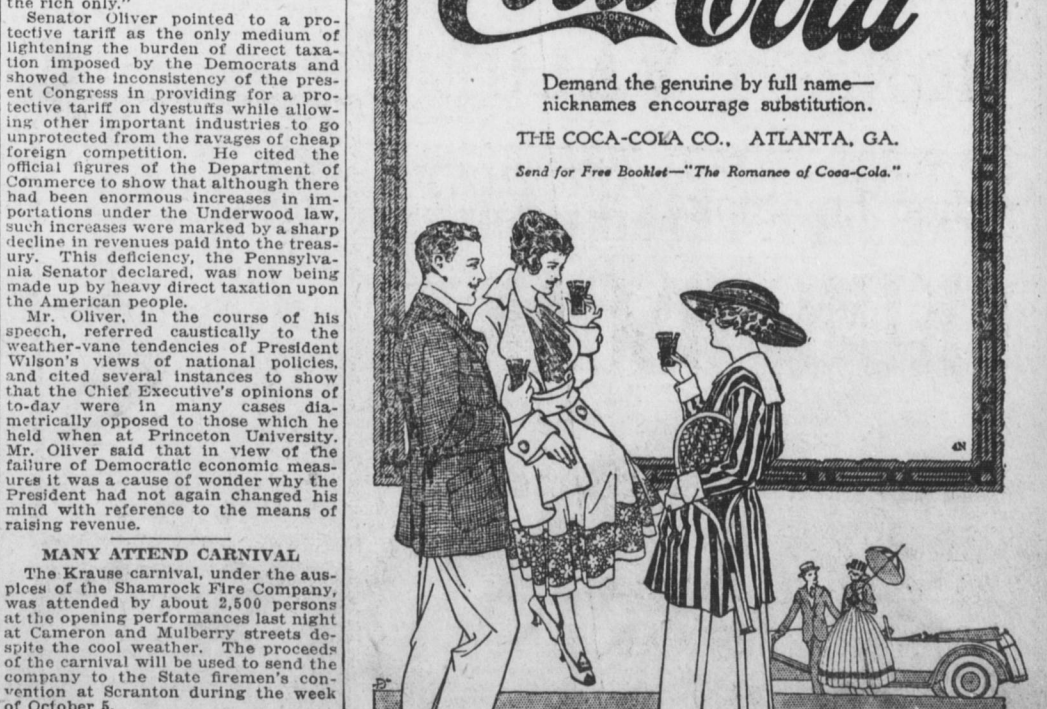 the rich only."
Senator Oliver pointed to a pro-
tective tariff as the only medium of
lightening the burden of direct taxa-
tion imposed by the Democrats and
showed the inconsistency of the pres-
ent Congress in providing for a pro-
tective tariff on dyestuffs while allow-
ing other important industries to go
unprotected from the ravages of cheap
foreign competition. He cited the
official figures of the Department of
Commerce to show that although there
had been enormous increases in im-
portations under the Underwood law,
such increases were marked by a sharp
decline in revenues paid into the treas-
ury. This deficiency, the Pennsylva-
nia Senator declared, was now being
made up by heavy direct taxation upon
the American people.
Mr. Oliver, in the course of his
speech, referred caustically to the
weather-vane tendencies of President
Wilson's views of national policies,
and cited several instances to show
that the Chief Executive's opinions of
to-day were in many cases dia-
metrically opposed to those which he
held when at Princeton University.
Mr. Oliver said that in view of the
failure of Democratic economic meas-
ures it was a cause of wonder why the
President had not again changed his
mind with reference to the means of
raising revenue.
MANY ATTEND CARNIVAL
The Krause carnival, under the aus-
pices of the Shamrock Fire Company,
was attended by about 2,500 persons
at the opening performances last night
at Cameron and Mulberry streets de-
spite the cool weather. The proceeds
of the carnival will be used to send the
company to the State firemen's con-
vention at Scranton during the week
of October 5.
Coca-Cola
TRADE MARK
Demand the genuine by full name—
nicknames encourage substitution.
THE COCA-COLA CO., ATLANTA, GA.
Send for Free Booklet—"The Romance of Coca-Cola."